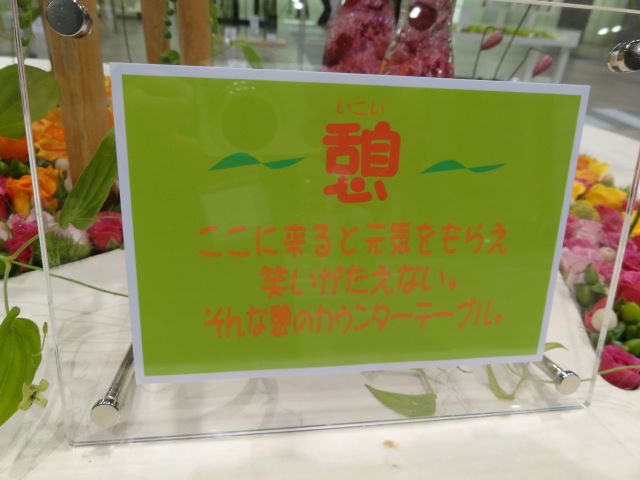 いこい
憩
ここに来ると元気をもらえ
笑いがたえない。
そんな憩のカウンターテーブル。